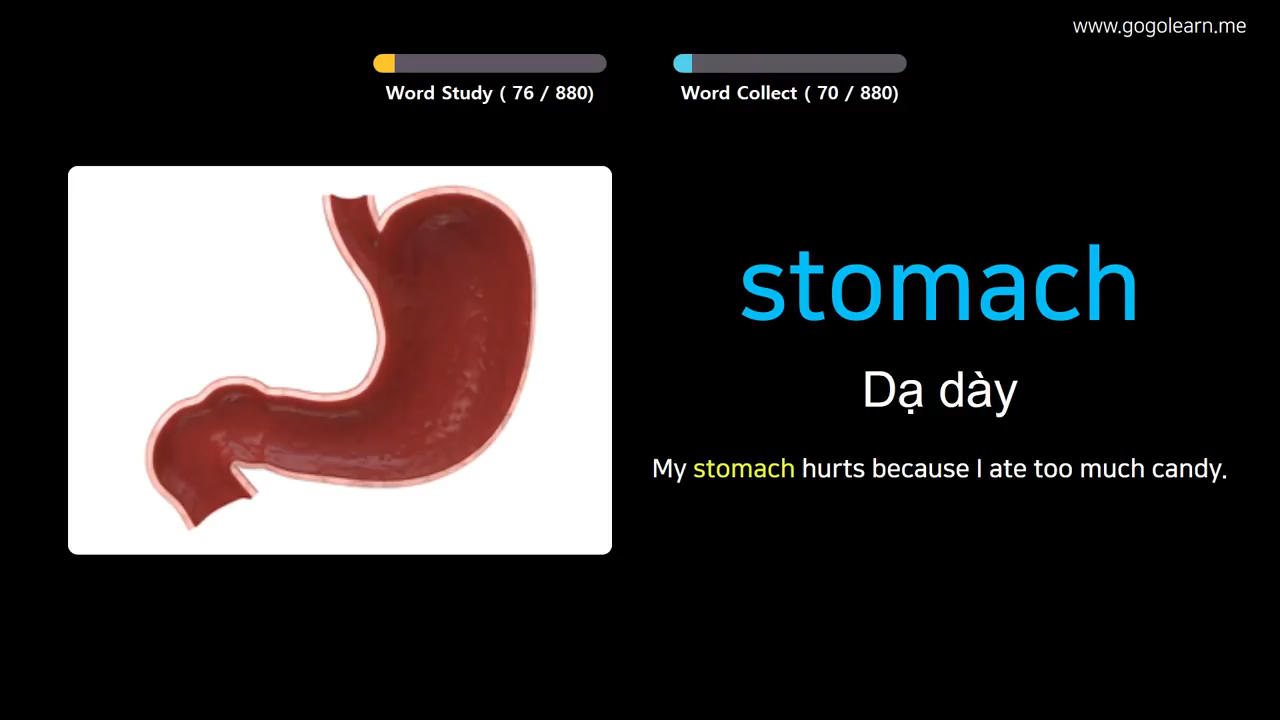 www.gogolearn.me
Word Study ( 76 / 880)
Word Collect ( 70 / 880)
stomach
Dạ dày
My stomach hurts because I ate too much candy.